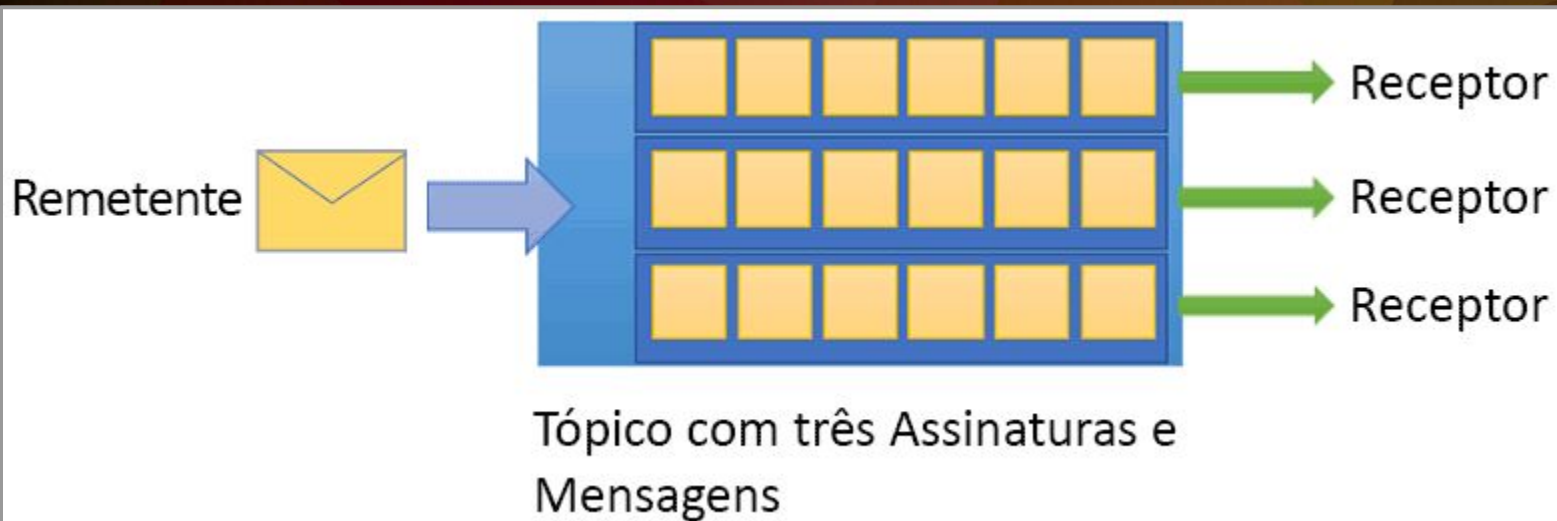 Remetente
Receptor
Receptor
Receptor
Tópico com três Assinaturas e
Mensagens